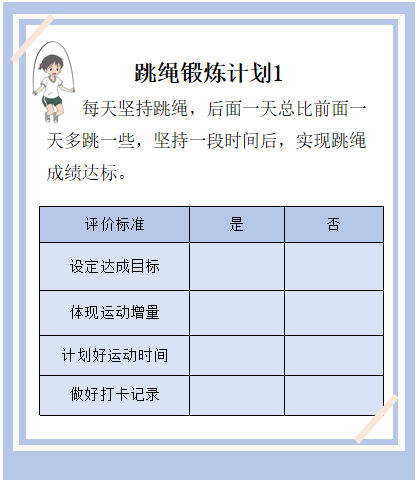 跳绳锻炼计划1
每天坚持跳绳，后面一天总比前面一
天多跳一些，坚持一段时间后，实现跳绳
成绩达标。
评价标准 是 否
设定达成目标
体现运动增量
计划好运动时间
做好打卡记录